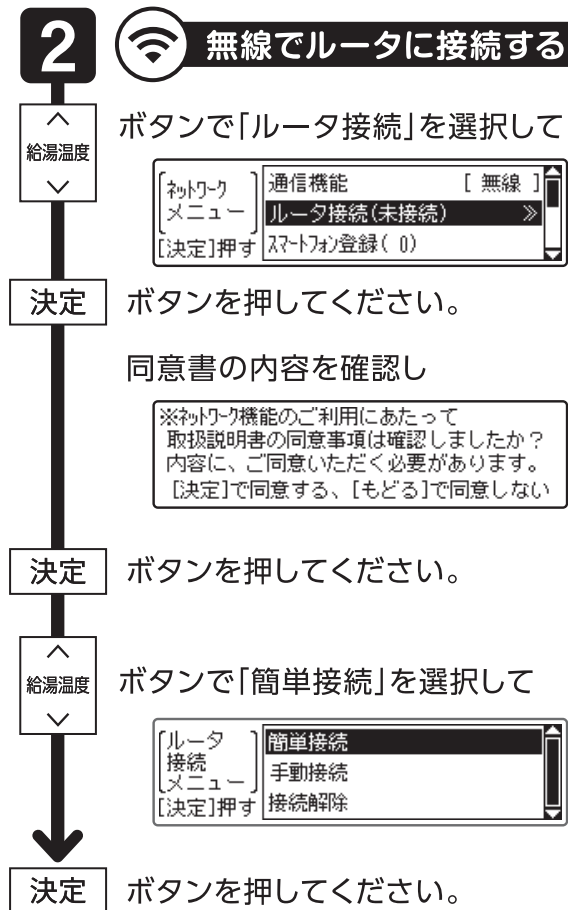 2 無線でルータに接続する
給湯温度
ボタンで「ルータ接続」を選択して
ネットワーク
メニュー
[決定]押す
通信機能 [ 無線 ]
ルータ接続(未接続) ≫
スマートフォン登録( 0)
決定 ボタンを押してください。
同意書の内容を確認し
※ネットワーク機能のご利用にあたって
取扱説明書の同意事項は確認しましたか?
内容に、ご同意いただく必要があります。
[決定]で同意する、[もどる]で同意しない
決定 ボタンを押してください。
給湯温度
ボタンで「簡単接続」を選択して
ルータ
接続
メニュー
[決定]押す
簡単接続
手動接続
接続解除
決定 ボタンを押してください。